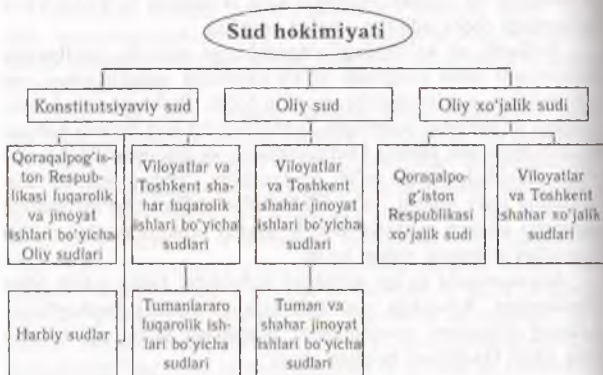 Sud hokimiyati
Konstitutsiyaviy sud
Oliy sud
Oliy xo'jalik sudi
Qoraqalpog'is-
ton Respub-
likasi fuqarolik
va jinoyat
ishlari bo'yicha
Oliy sudlari
Viloyatlar va
Toshkent sha-
har fuqarolik
ishlari bo'yicha
sudlari
Viloyatlar
va Toshkent
shahar jinoyat
ishlari bo'yicha
sudlari
Qoraqalpo-
g'iston
Respublikasi
xo'jalik sudi
Viloyatlar
va Toshkent
shahar xo'jalik
sudlari
Harbiy sudlar
Tumanlararo
fuqarolik ish-
lari bo'yicha
sudlari
Tuman va
shahar jinoyat
ishlari bo'yicha
sudlari